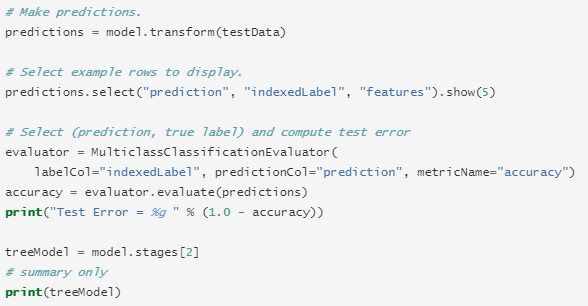 # Make predictions.
predictions = model.transform(testData)
# Select example rows to display.
predictions.select("prediction", "indexedLabel", "features").show(5)
# Select (prediction, true label) and compute test error
evaluator = MulticlassClassificationEvaluator(
    labelCol="indexedLabel", predictionCol="prediction", metricName="accuracy")
accuracy = evaluator.evaluate(predictions)
print("Test Error = %g " % (1.0 - accuracy))
treeModel = model.stages[2]
# summary only
print(treeModel)